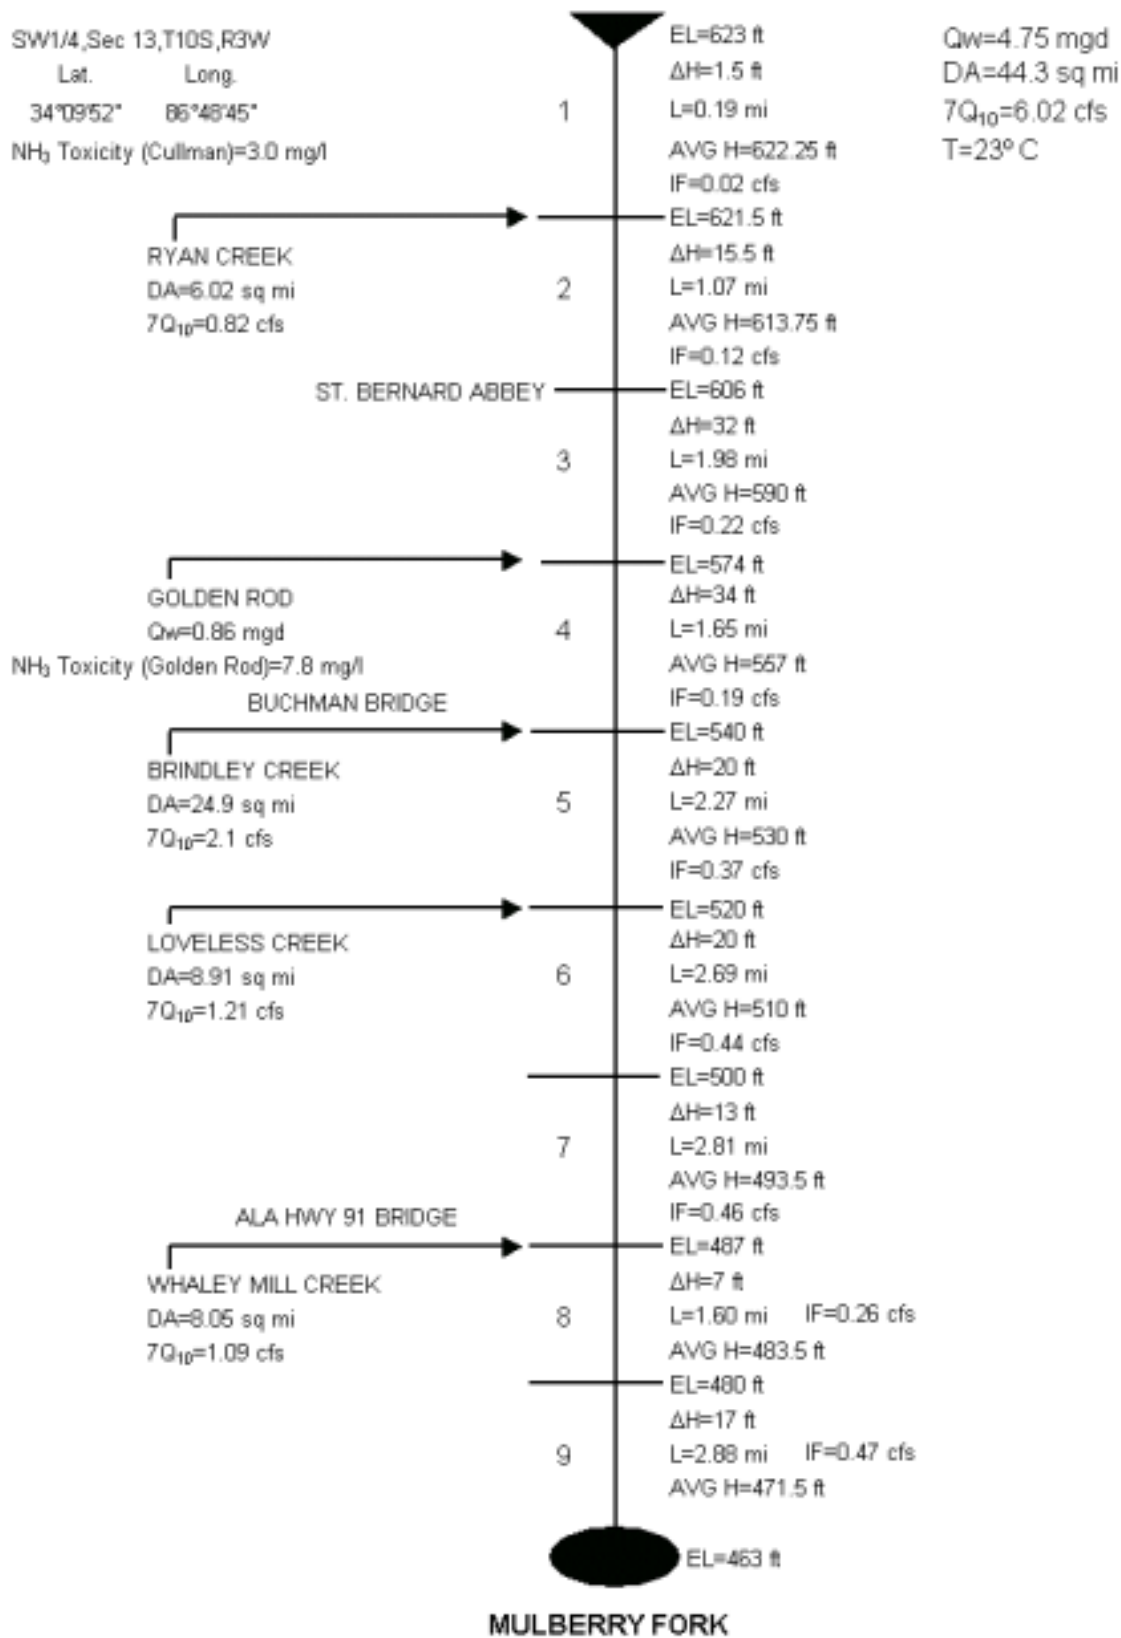 SW1/4,Sec 13,T10S,R3W
Lat. Long.
34°09'52" 86°48'45"
NH₃ Toxicity (Cullman)=3.0 mg/l
EL=623 ft
ΔH=1.5 ft
1
L=0.19 mi
AVG H=622.25 ft
IF=0.02 cfs
Qw=4.75 mgd
DA=44.3 sq mi
7Q₁₀=6.02 cfs
T=23º C
EL=621.5 ft
RYAN CREEK
DA=6.02 sq mi
7Q₁₀=0.82 cfs
ΔH=15.5 ft
2
L=1.07 mi
AVG H=613.75 ft
IF=0.12 cfs
ST. BERNARD ABBEY
EL=606 ft
ΔH=32 ft
3
L=1.98 mi
AVG H=590 ft
IF=0.22 cfs
EL=574 ft
GOLDEN ROD
Qw=0.86 mgd
NH₃ Toxicity (Golden Rod)=7.8 mg/l
ΔH=34 ft
4
L=1.65 mi
AVG H=557 ft
IF=0.19 cfs
BUCHMAN BRIDGE
EL=540 ft
BRINDLEY CREEK
DA=24.9 sq mi
7Q₁₀=2.1 cfs
ΔH=20 ft
5
L=2.27 mi
AVG H=530 ft
IF=0.37 cfs
EL=520 ft
LOVELESS CREEK
DA=8.91 sq mi
7Q₁₀=1.21 cfs
ΔH=20 ft
6
L=2.69 mi
AVG H=510 ft
IF=0.44 cfs
EL=500 ft
ΔH=13 ft
7
L=2.81 mi
AVG H=493.5 ft
IF=0.46 cfs
ALA HWY 91 BRIDGE
EL=487 ft
WHALEY MILL CREEK
DA=8.05 sq mi
7Q₁₀=1.09 cfs
ΔH=7 ft
8
L=1.60 mi IF=0.26 cfs
AVG H=483.5 ft
EL=480 ft
ΔH=17 ft
9
L=2.88 mi IF=0.47 cfs
AVG H=471.5 ft
EL=463 ft
MULBERRY FORK